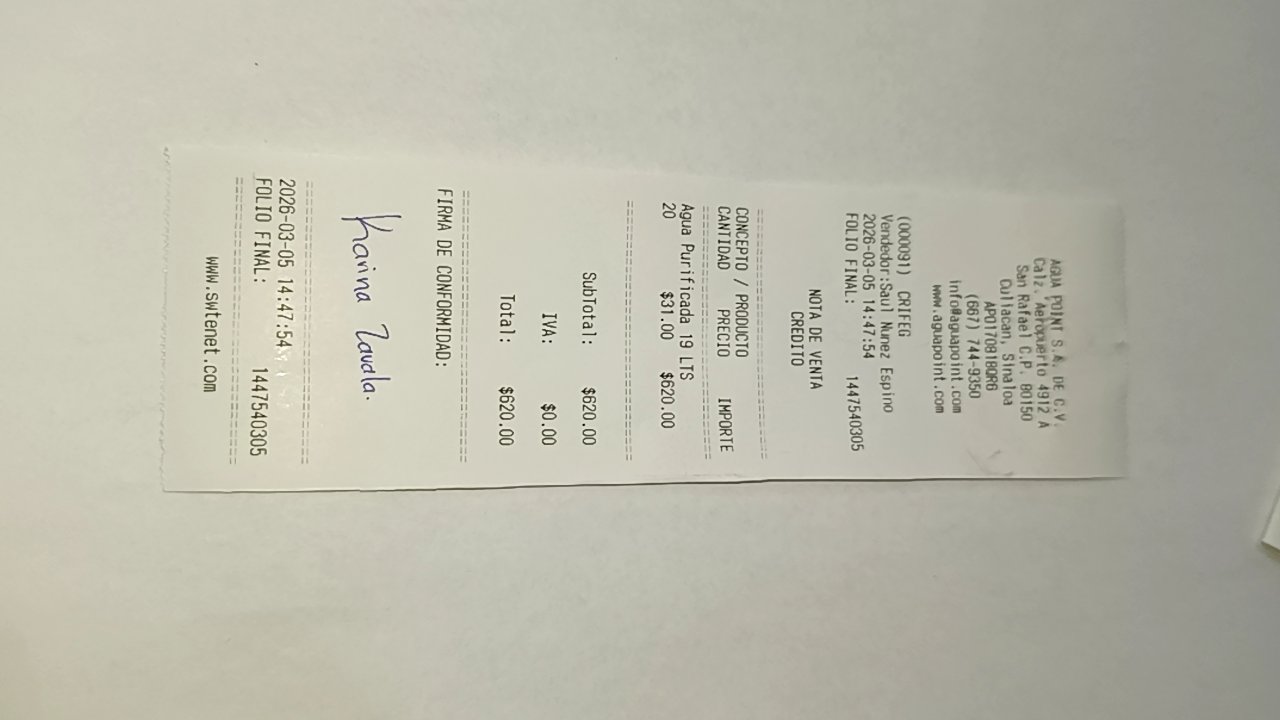 AGUA POINT S.A. DE C.V.
Calz. Aeropuerto 4912 A
San Rafael C.P. 80150
Culiacan, Sinaloa
APO170818QR6
(667) 744-9350
info@aguapoint.com
www.aguapoint.com
(000091) CRIFEG
Vendedor:Saul Nunez Espino
2026-03-05 14:47:54
FOLIO FINAL: 1447540305
NOTA DE VENTA
CREDITO
CONCEPTO / PRODUCTO
CANTIDAD PRECIO IMPORTE
Agua Purificada 19 LTS
20 $31.00 $620.00
SubTotal: $620.00
IVA: $0.00
Total: $620.00
FIRMA DE CONFORMIDAD:
Karina Zavala.
2026-03-05 14:47:54
FOLIO FINAL: 1447540305
www.swtenet.com